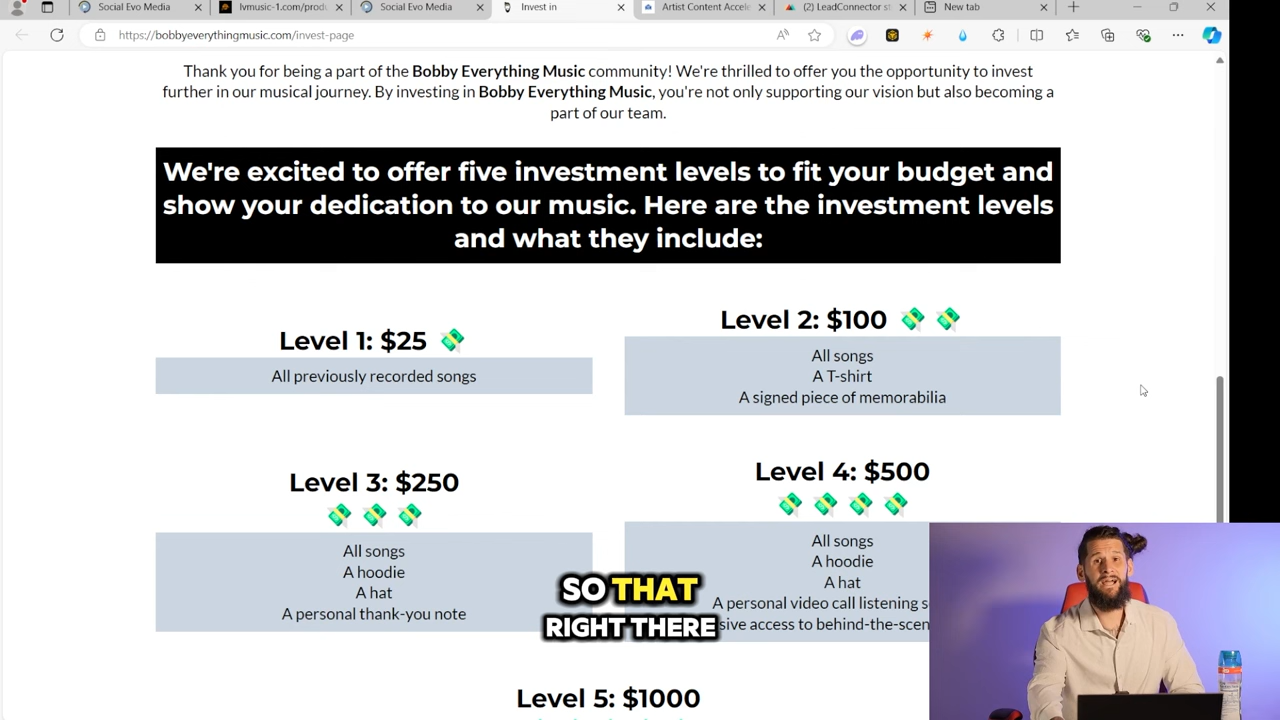 Social Evo Media
lvmusic-1.com/prod
Social Evo Media
Invest in
Artist Content Accele
(2) LeadConnector st
New tab
https://bobbyeverythingmusic.com/invest-page
Thank you for being a part of the Bobby Everything Music community! We're thrilled to offer you the opportunity to invest
further in our musical journey. By investing in Bobby Everything Music, you're not only supporting our vision but also becoming a
part of our team.
We're excited to offer five investment levels to fit your budget and
show your dedication to our music. Here are the investment levels
and what they include:
Level 1: $25
All previously recorded songs
Level 2: $100
All songs
A T-shirt
A signed piece of memorabilia
Level 3: $250
All songs
A hoodie
A hat
A personal thank-you note
Level 4: $500
All songs
A hoodie
A hat
A personal video call listening s
sive access to behind-the-scen
SO THAT
RIGHT THERE
Level 5: $1000